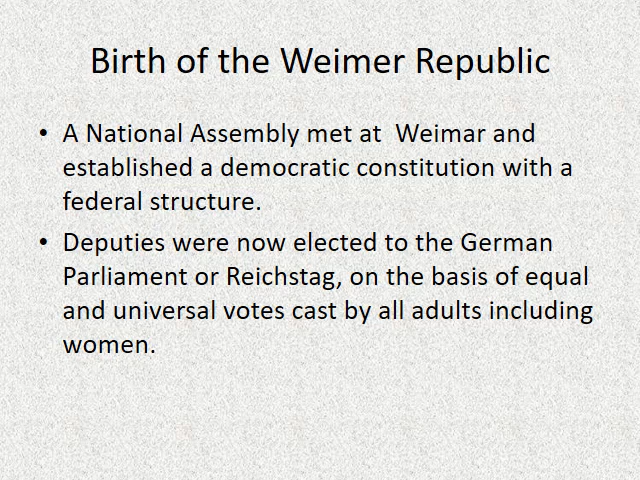 Birth of the Weimer Republic
• A National Assembly met at  Weimar and
established a democratic constitution with a
federal structure.
• Deputies were now elected to the German
Parliament or Reichstag, on the basis of equal
and universal votes cast by all adults including
women.